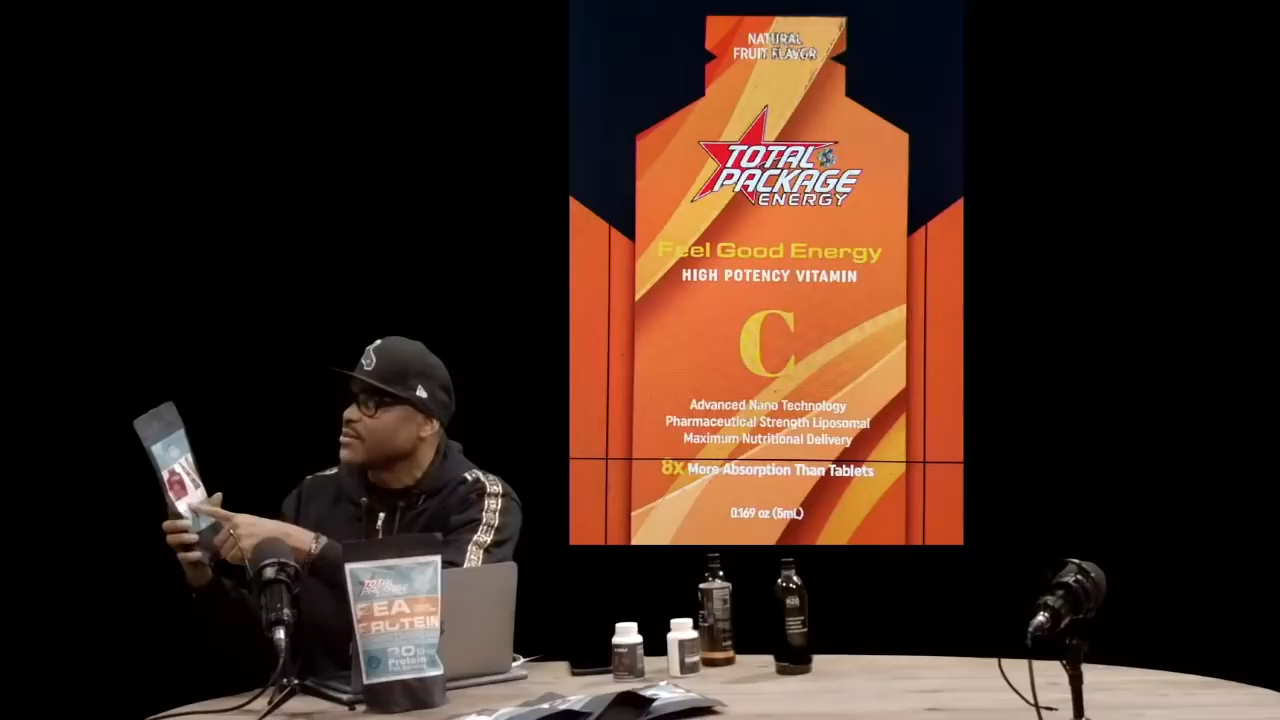 NATURAL
FRUIT FLAVOR
TOTAL
PACKAGE
ENERGY
Feel Good Energy
HIGH POTENCY VITAMIN
C
Advanced Nano Technology
Pharmaceutical Strength Liposomal
Maximum Nutritional Delivery
8x More Absorption Than Tablets
0.169 oz (5mL)
TOTAL
PACKAGE
PEA
PROTEIN
20g
Protein